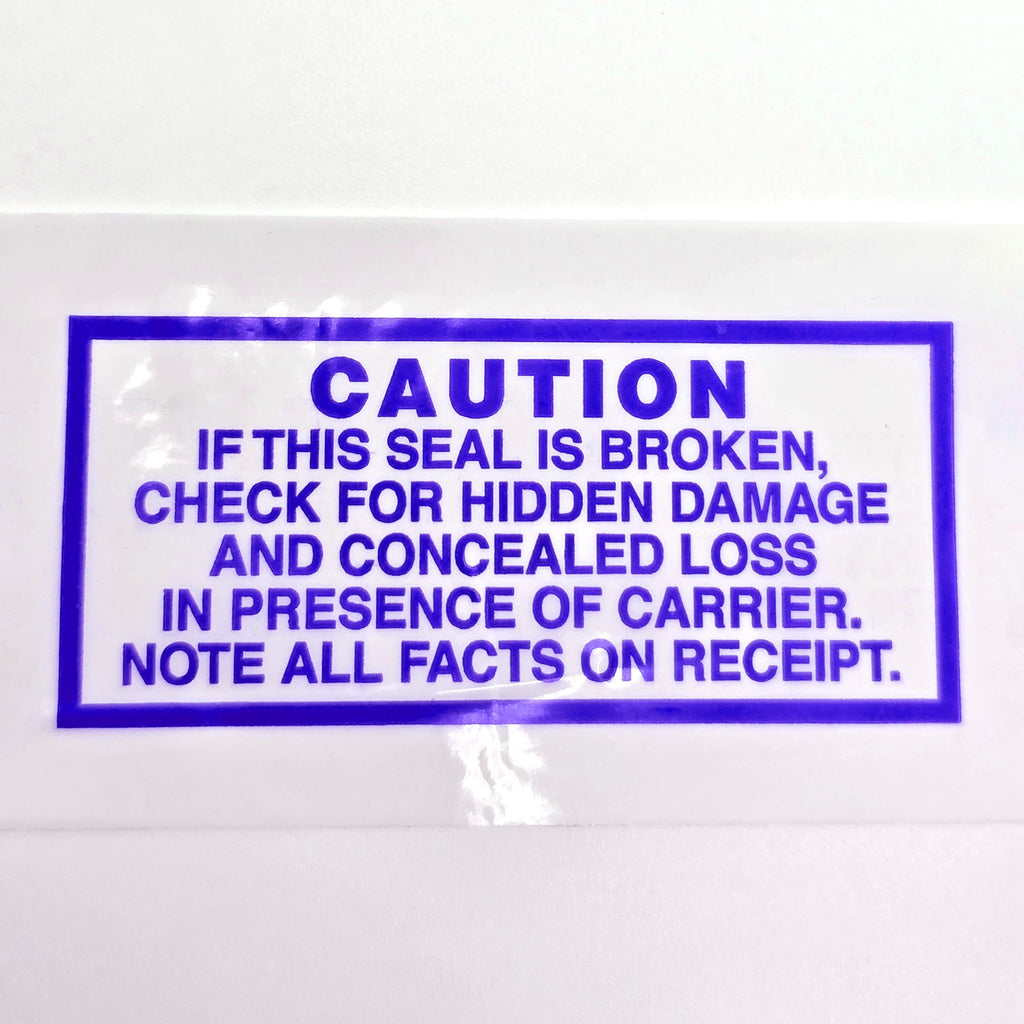 CAUTION
IF THIS SEAL IS BROKEN,
CHECK FOR HIDDEN DAMAGE
AND CONCEALED LOSS
IN PRESENCE OF CARRIER.
NOTE ALL FACTS ON RECEIPT.